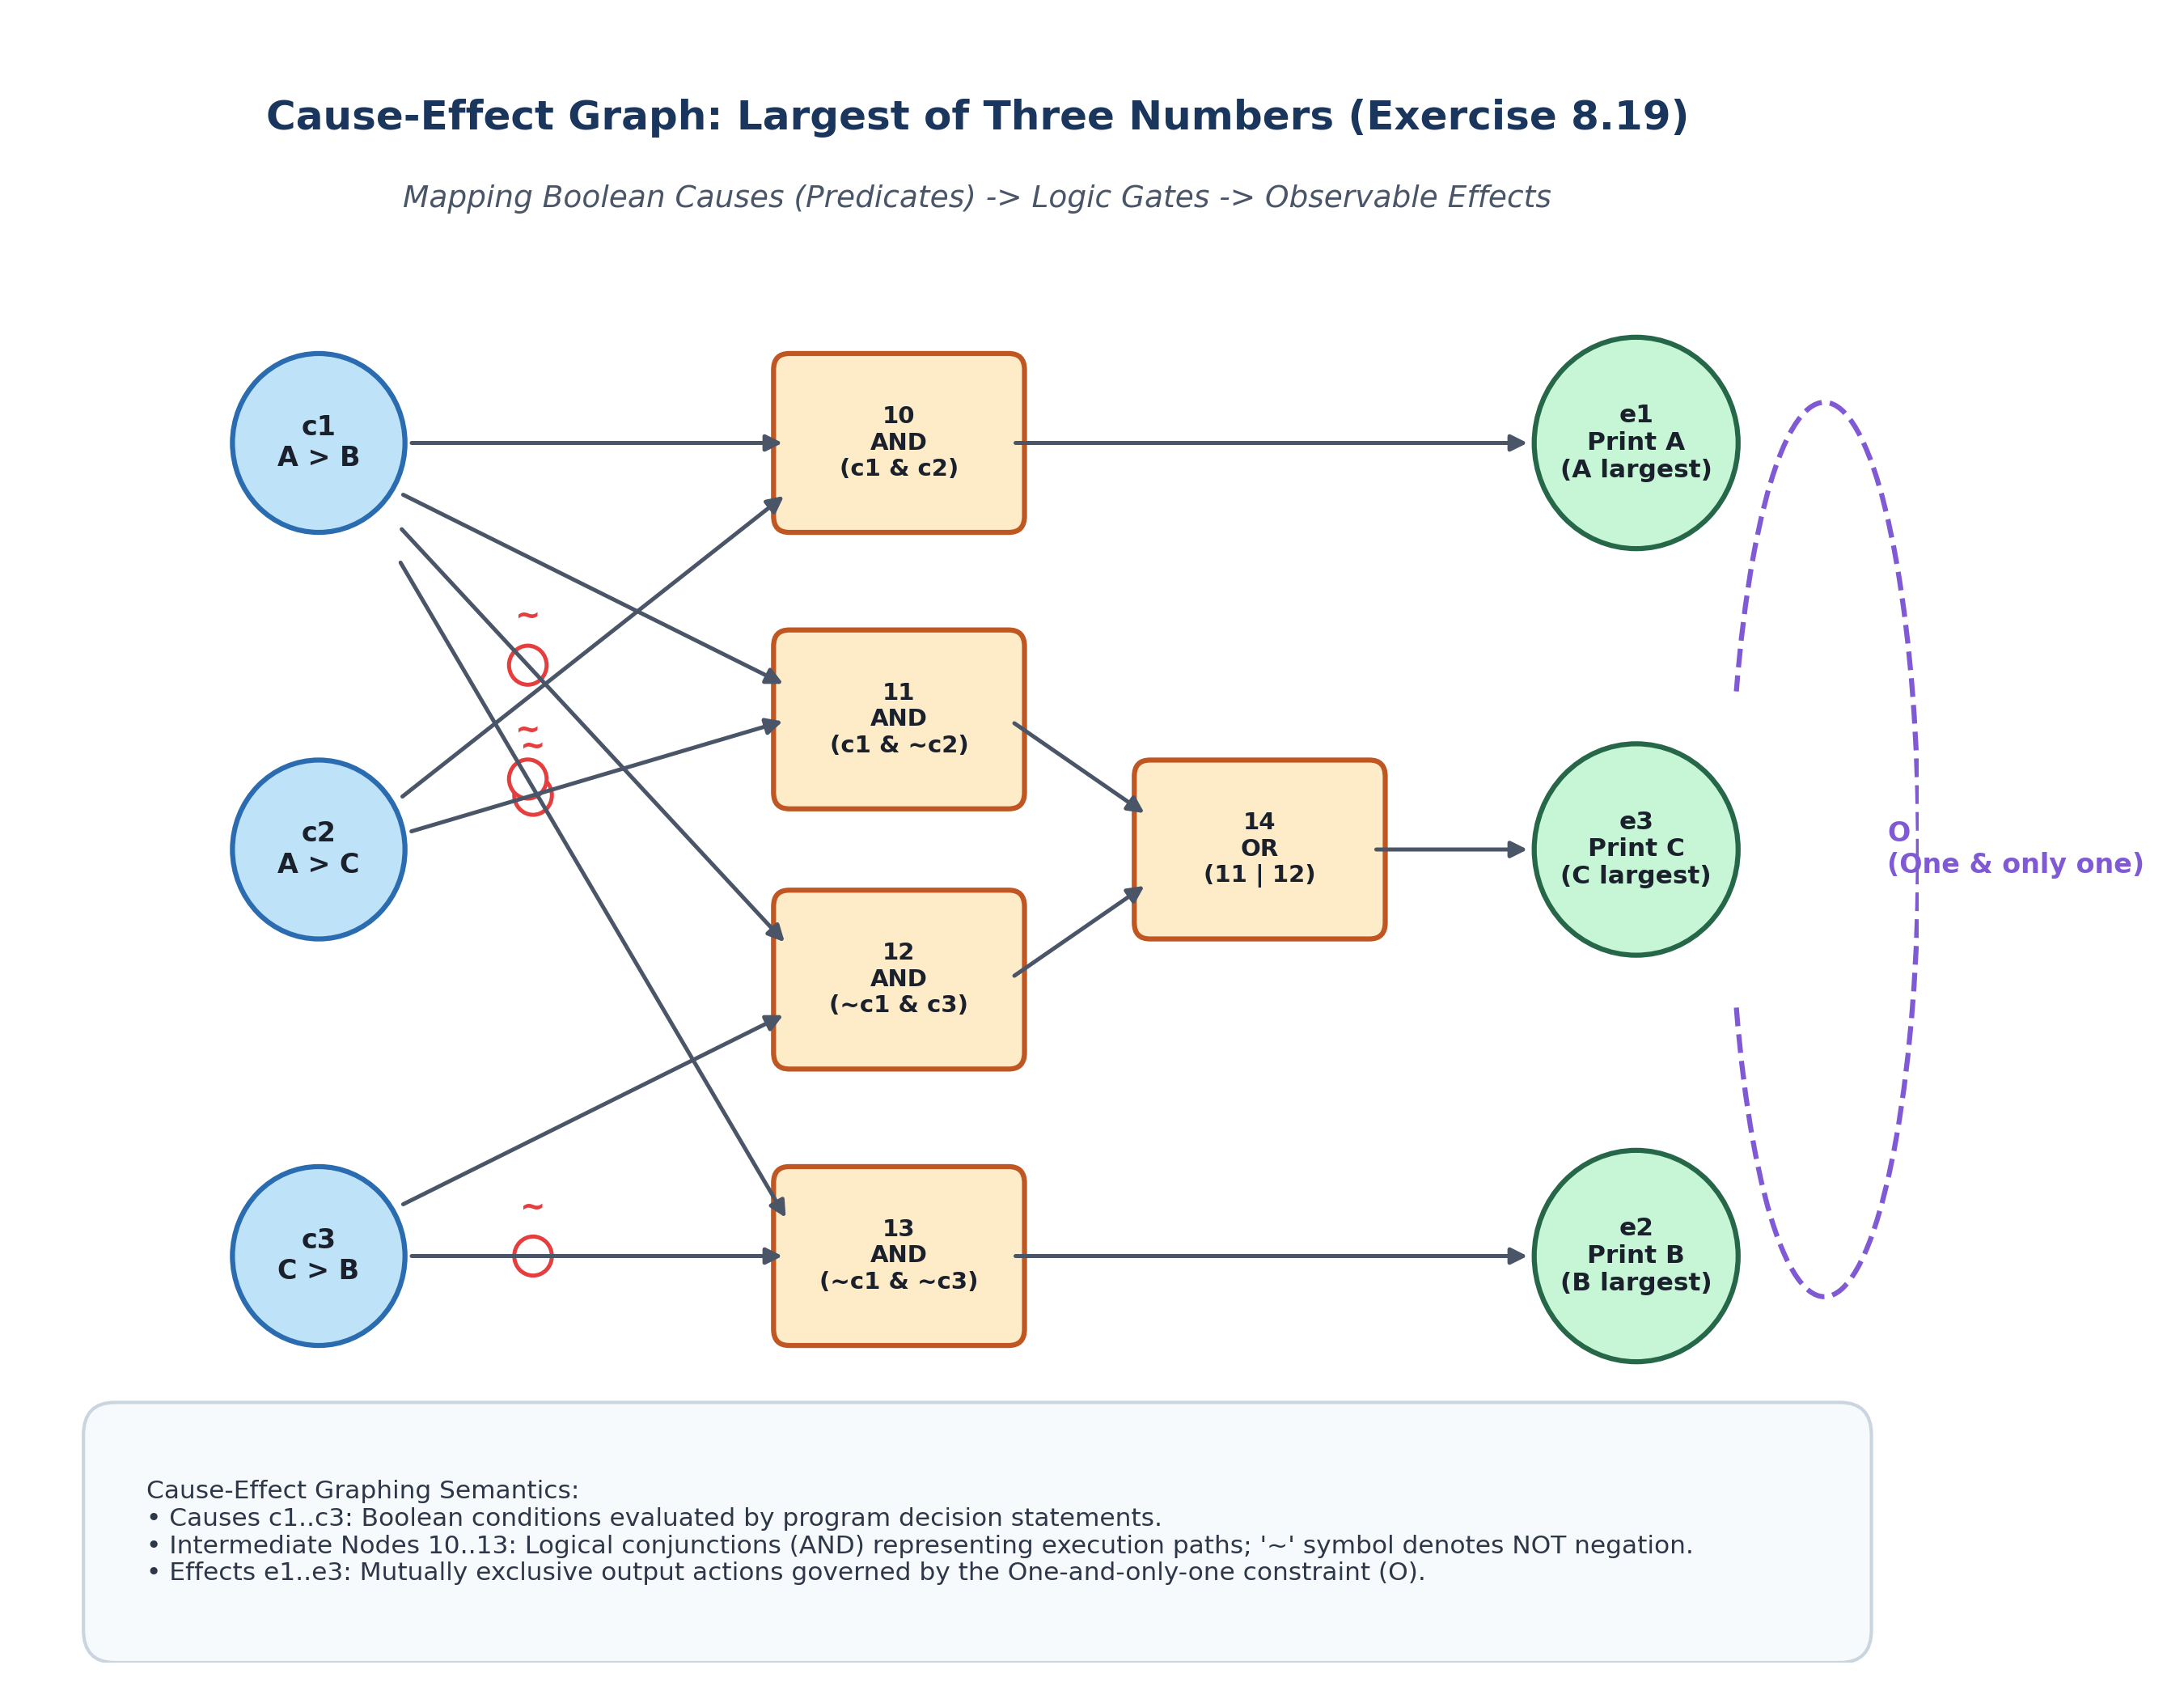 Cause-Effect Graph: Largest of Three Numbers (Exercise 8.19)
Mapping Boolean Causes (Predicates) -> Logic Gates -> Observable Effects
c1
A > B
10
AND
(c1 & c2)
e1
Print A
(A largest)
~
c2
A > C
~
~
11
AND
(c1 & ~c2)
14
OR
(11 | 12)
e3
Print C
(C largest)
O
(One & only one)
12
AND
(~c1 & c3)
c3
C > B
~
13
AND
(~c1 & ~c3)
e2
Print B
(B largest)
Cause-Effect Graphing Semantics:
• Causes c1..c3: Boolean conditions evaluated by program decision statements.
• Intermediate Nodes 10..13: Logical conjunctions (AND) representing execution paths; '~' symbol denotes NOT negation.
• Effects e1..e3: Mutually exclusive output actions governed by the One-and-only-one constraint (O).